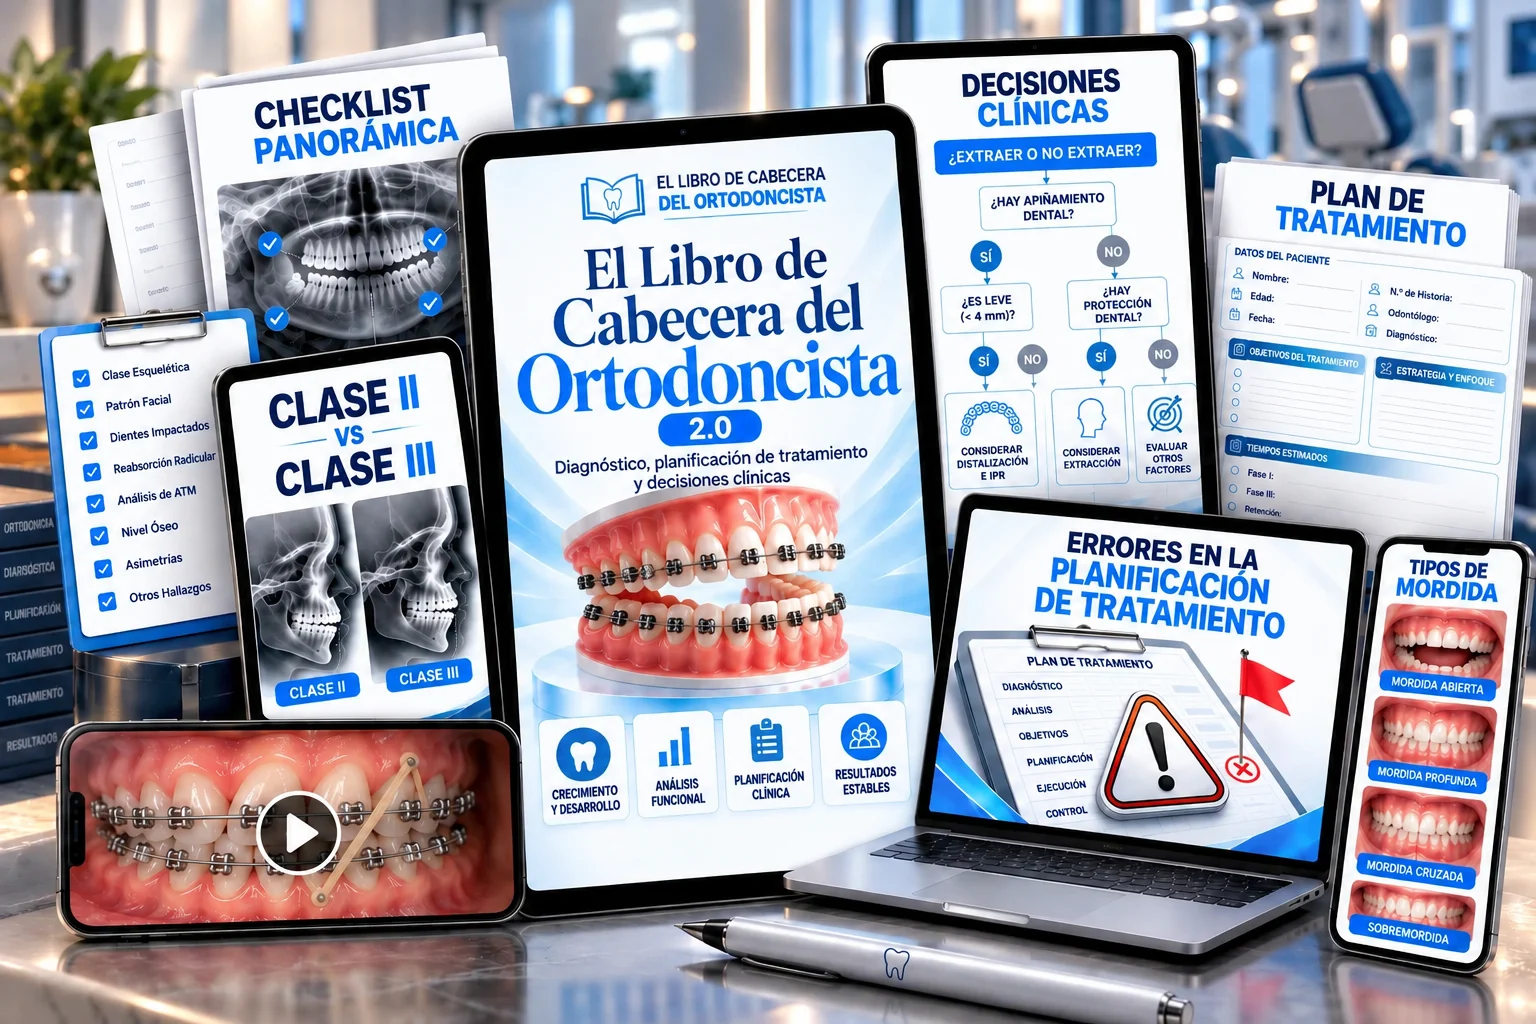 CHECKLIST
PANORÁMICA
Clase Esquelética
Patrón Facial
Dientes Impactados
Reabsorción Radicular
Análisis de ATM
Nivel Óseo
Asimetrias
Otros Hallazgos
ORTODONCIA
TRATAMIENTO
TRATAMIENTO
RESULTADOS
CLASE II
VS
CLASE III
CLASE II
CLASE III
EL LIBRO DE CABECERA
DEL ORTODONCISTA
El Libro de
Cabecera del
Ortodoncista
2.0
Diagnóstico, planificación de tratamiento
y decisiones clínicas
CRECIMIENTO
Y DESARROLLO
ANÁLISIS
FUNCIONAL
PLANIFICACIÓN
CLÍNICA
RESULTADOS
ESTABLES
DECISIONES
CLÍNICAS
¿EXTRAER O NO EXTRAER?
¿HAY APIÑAMIENTO
DENTAL?
SÍ
NO
¿ES LEVE
(< 4 mm)?
¿HAY
PROTECCIÓN
DENTAL?
SÍ
NO
SÍ
NO
CONSIDERAR
DISTALIZACIÓN
E IPR
CONSIDERAR
EXTRACCIÓN
EVALUAR
OTROS
FACTORES
PLAN DE
TRATAMIENTO
DATOS DEL PACIENTE
Nombre:
Edad:
Fecha:
N.º de Historia:
Odontólogo:
Diagnóstico:
OBJETIVOS DEL TRATAMIENTO
ESTRATEGIA Y ENFOQUE
TIEMPOS ESTIMADOS
Fase I:
Fase III:
Retención:
ERRORES EN LA
PLANIFICACIÓN
DE TRATAMIENTO
PLAN DE TRATAMIENTO
DIAGNÓSTICO
ANÁLISIS
OBJETIVOS
PLANIFICACIÓN
EJECUCIÓN
CONTROL
TIPOS DE
MORDIDA
MORDIDA ABIERTA
MORDIDA PROFUNDA
MORDIDA CRUZADA
SOBREMORDIDA